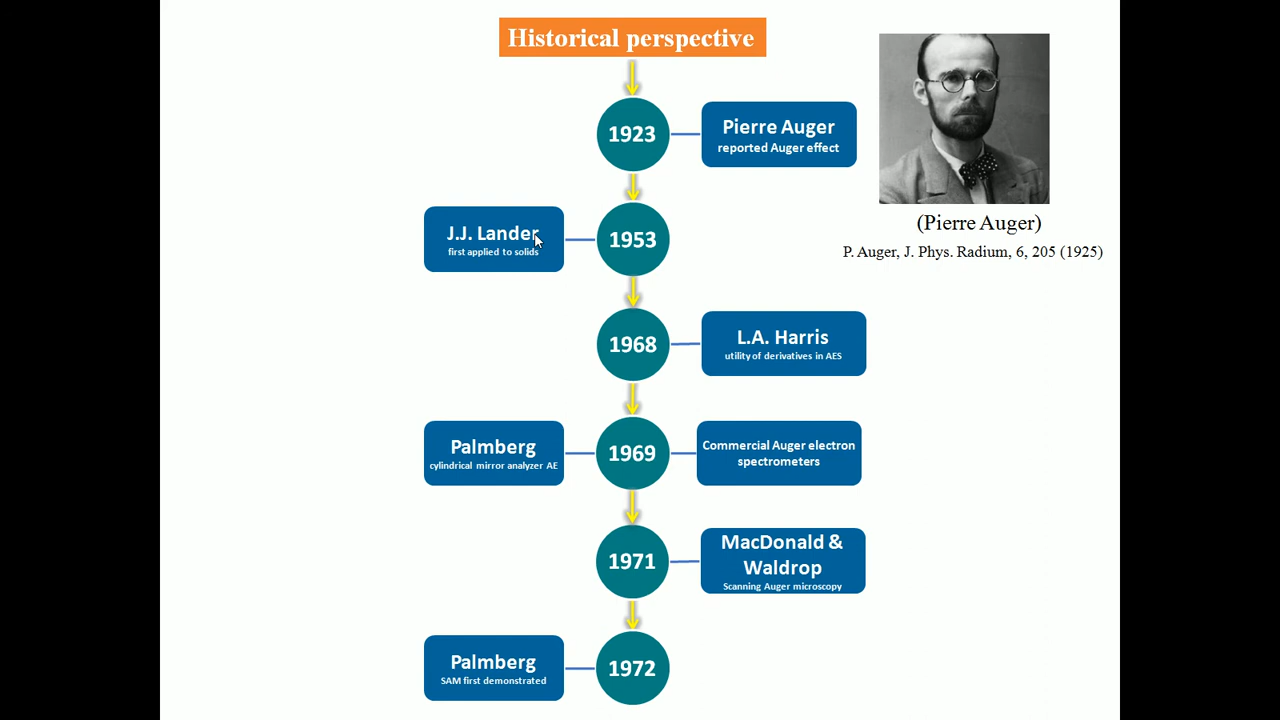 Historical perspective
1923
Pierre Auger
reported Auger effect
(Pierre Auger)
P. Auger, J. Phys. Radium, 6, 205 (1925)
J.J. Lander
first applied to solids
1953
1968
L.A. Harris
utility of derivatives in AES
Palmberg
cylindrical mirror analyzer AE
1969
Commercial Auger electron
spectrometers
1971
MacDonald &
Waldrop
Scanning Auger microscopy
Palmberg
SAM first demonstrated
1972